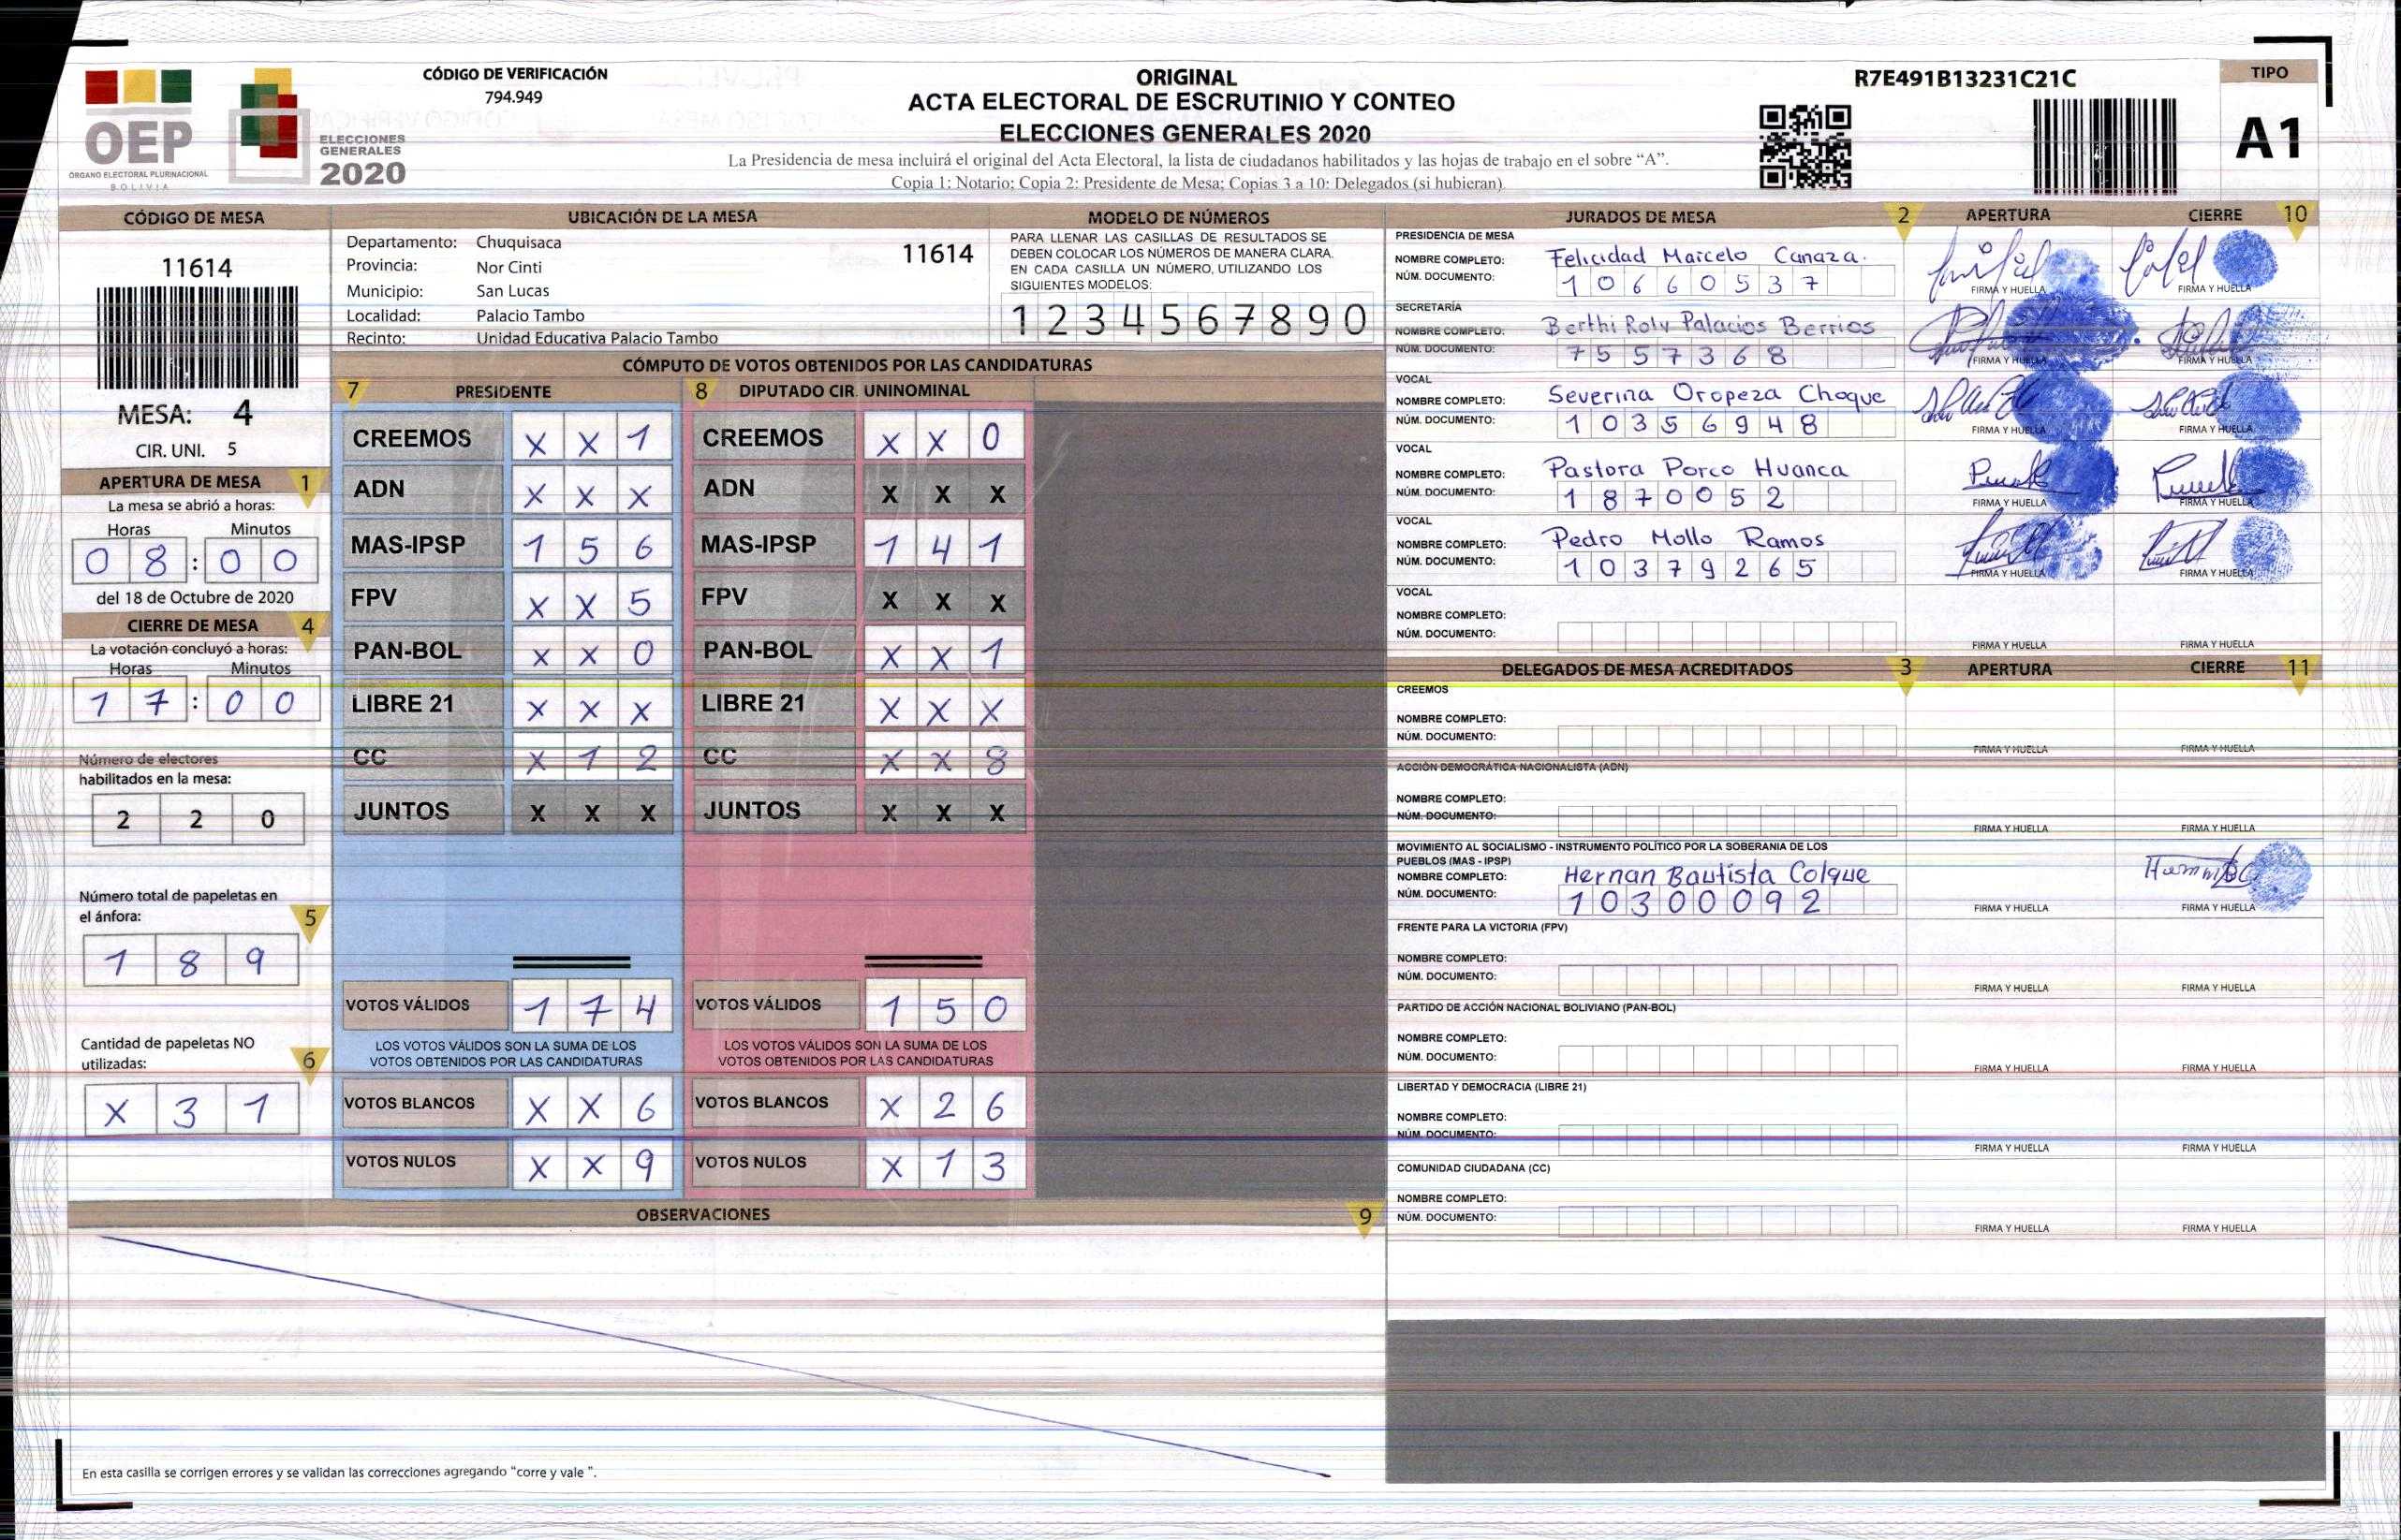 CÓDIGO DE VERIFICACIÓN
794.949
OEP
ÓRGANO ELECTORAL PLURINACIONAL
BOLIVIA
ELECCIONES
GENERALES
2020
ORIGINAL
ACTA ELECTORAL DE ESCRUTINIO Y CONTEO
ELECCIONES GENERALES 2020
La Presidencia de mesa incluirá el original del Acta Electoral, la lista de ciudadanos habilitados y las hojas de trabajo en el sobre “A”.
Copia 1: Notario; Copia 2: Presidente de Mesa; Copias 3 a 10: Delegados (si hubieran).
R7E491B13231C21C
TIPO
A1
CÓDIGO DE MESA
11614
MESA: 4
CIR. UNI. 5
APERTURA DE MESA 1
La mesa se abrió a horas:
Horas Minutos
0 8 : 0 0
del 18 de Octubre de 2020
CIERRE DE MESA 4
La votación concluyó a horas:
Horas Minutos
1 7 : 0 0
Número de electores
habilitados en la mesa:
2 2 0
Número total de papeletas en
el ánfora: 5
1 8 9
Cantidad de papeletas NO
utilizadas: 6
X 3 1
UBICACIÓN DE LA MESA
Departamento: Chuquisaca 11614
Provincia: Nor Cinti
Municipio: San Lucas
Localidad: Palacio Tambo
Recinto: Unidad Educativa Palacio Tambo
MODELO DE NÚMEROS
PARA LLENAR LAS CASILLAS DE RESULTADOS SE
DEBEN COLOCAR LOS NÚMEROS DE MANERA CLARA.
EN CADA CASILLA UN NÚMERO, UTILIZANDO LOS
SIGUIENTES MODELOS:
1 2 3 4 5 6 7 8 9 0
CÓMPUTO DE VOTOS OBTENIDOS POR LAS CANDIDATURAS
7 PRESIDENTE
CREEMOS X X 1
ADN X X X
MAS-IPSP 1 5 6
FPV X X 5
PAN-BOL X X 0
LIBRE 21 X X X
CC X 1 2
JUNTOS X X X
VOTOS VÁLIDOS 1 7 4
LOS VOTOS VÁLIDOS SON LA SUMA DE LOS
VOTOS OBTENIDOS POR LAS CANDIDATURAS
VOTOS BLANCOS X X 6
VOTOS NULOS X X 9
8 DIPUTADO CIR. UNINOMINAL
CREEMOS X X 0
ADN X X X
MAS-IPSP 1 4 1
FPV X X X
PAN-BOL X X 1
LIBRE 21 X X X
CC X X 8
JUNTOS X X X
VOTOS VÁLIDOS 1 5 0
LOS VOTOS VÁLIDOS SON LA SUMA DE LOS
VOTOS OBTENIDOS POR LAS CANDIDATURAS
VOTOS BLANCOS X 2 6
VOTOS NULOS X 1 3
OBSERVACIONES 9
En esta casilla se corrigen errores y se validan las correcciones agregando “corre y vale ”.
JURADOS DE MESA 2 APERTURA CIERRE 10
PRESIDENCIA DE MESA
NOMBRE COMPLETO: Felicidad Marcelo Canaza.
NÚM. DOCUMENTO: 1 0 6 6 0 5 3 7
FIRMA Y HUELLA FIRMA Y HUELLA
SECRETARÍA
NOMBRE COMPLETO: Berthi Roly Palacios Berrios
NÚM. DOCUMENTO: 7 5 5 7 3 6 8
FIRMA Y HUELLA FIRMA Y HUELLA
VOCAL
NOMBRE COMPLETO: Severina Oropeza Choque
NÚM. DOCUMENTO: 1 0 3 5 6 9 4 8
FIRMA Y HUELLA FIRMA Y HUELLA
VOCAL
NOMBRE COMPLETO: Pastora Porco Huanca
NÚM. DOCUMENTO: 1 8 7 0 0 5 2
FIRMA Y HUELLA FIRMA Y HUELLA
VOCAL
NOMBRE COMPLETO: Pedro Mollo Ramos
NÚM. DOCUMENTO: 1 0 3 7 9 2 6 5
FIRMA Y HUELLA FIRMA Y HUELLA
VOCAL
NOMBRE COMPLETO:
NÚM. DOCUMENTO:
FIRMA Y HUELLA FIRMA Y HUELLA
DELEGADOS DE MESA ACREDITADOS 3 APERTURA CIERRE 11
CREEMOS
NOMBRE COMPLETO:
NÚM. DOCUMENTO:
FIRMA Y HUELLA FIRMA Y HUELLA
ACCIÓN DEMOCRÁTICA NACIONALISTA (ADN)
NOMBRE COMPLETO:
NÚM. DOCUMENTO:
FIRMA Y HUELLA FIRMA Y HUELLA
MOVIMIENTO AL SOCIALISMO - INSTRUMENTO POLÍTICO POR LA SOBERANIA DE LOS
PUEBLOS (MAS - IPSP)
NOMBRE COMPLETO: Hernan Bautista Colque
NÚM. DOCUMENTO: 1 0 3 0 0 0 9 2
FIRMA Y HUELLA FIRMA Y HUELLA
FRENTE PARA LA VICTORIA (FPV)
NOMBRE COMPLETO:
NÚM. DOCUMENTO:
FIRMA Y HUELLA FIRMA Y HUELLA
PARTIDO DE ACCIÓN NACIONAL BOLIVIANO (PAN-BOL)
NOMBRE COMPLETO:
NÚM. DOCUMENTO:
FIRMA Y HUELLA FIRMA Y HUELLA
LIBERTAD Y DEMOCRACIA (LIBRE 21)
NOMBRE COMPLETO:
NÚM. DOCUMENTO:
FIRMA Y HUELLA FIRMA Y HUELLA
COMUNIDAD CIUDADANA (CC)
NOMBRE COMPLETO:
NÚM. DOCUMENTO:
FIRMA Y HUELLA FIRMA Y HUELLA